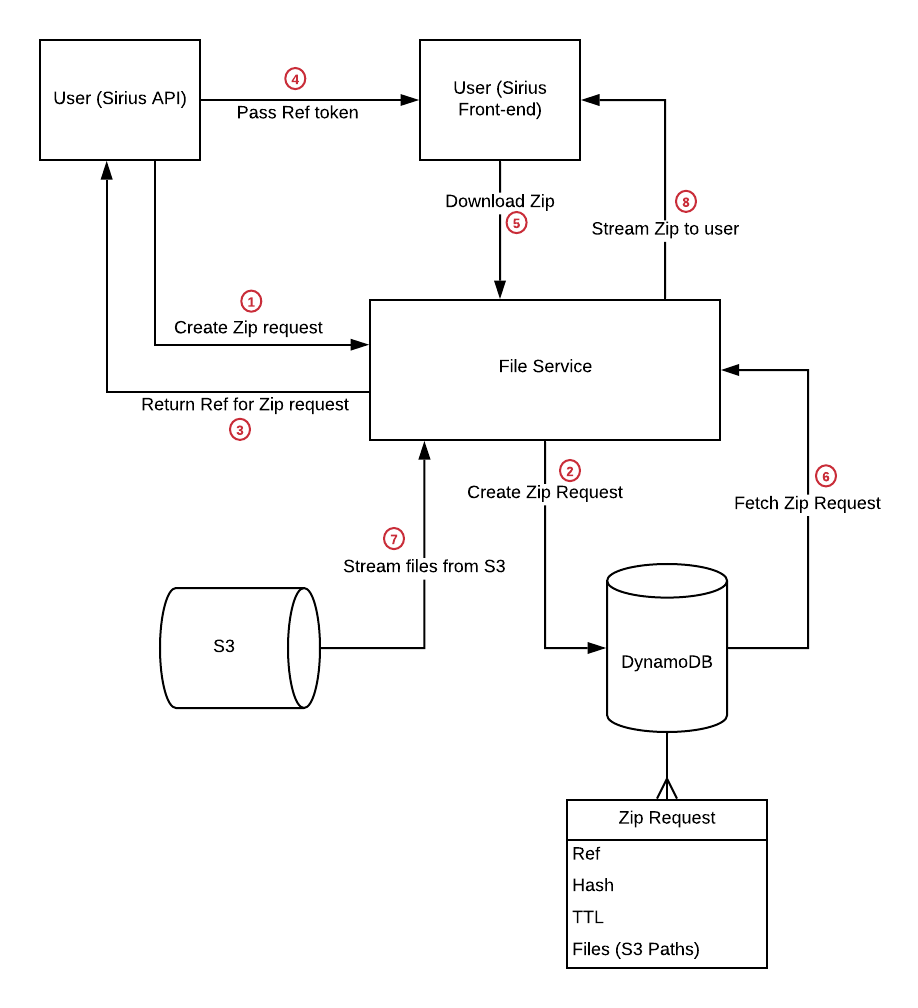 User (Sirius API)
4
Pass Ref token
User (Sirius
Front-end)
Download Zip
5
8
Stream Zip to user
1
Create Zip request
File Service
Return Ref for Zip request
3
2
Create Zip Request
6
Fetch Zip Request
7
Stream files from S3
S3
DynamoDB
Zip Request
Ref
Hash
TTL
Files (S3 Paths)